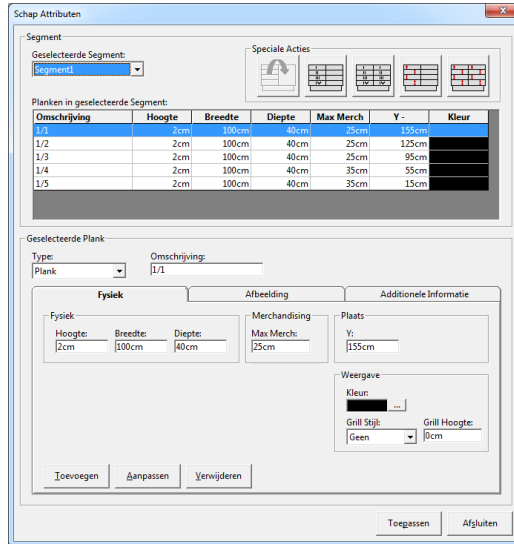 Schap Attributen
Segment
Geselecteerde Segment:
Segment1
Speciale Acties
Planken in geselecteerde Segment:
Omschrijving Hoogte Breedte Diepte Max Merch Y - Kleur
1/1 2cm 100cm 40cm 25cm 155cm
1/2 2cm 100cm 40cm 25cm 125cm
1/3 2cm 100cm 40cm 25cm 95cm
1/4 2cm 100cm 40cm 35cm 55cm
1/5 2cm 100cm 40cm 35cm 15cm
Geselecteerde Plank
Type: Omschrijving:
Plank 1/1
Fysiek Afbeelding Additionele Informatie
Fysiek Merchandising Plaats
Hoogte: Breedte: Diepte: Max Merch: Y:
2cm 100cm 40cm 25cm 155cm
Weergave
Kleur:
...
Grill Stijl: Grill Hoogte:
Geen 0cm
Toevoegen Aanpassen Verwijderen
Toepassen Afsluiten